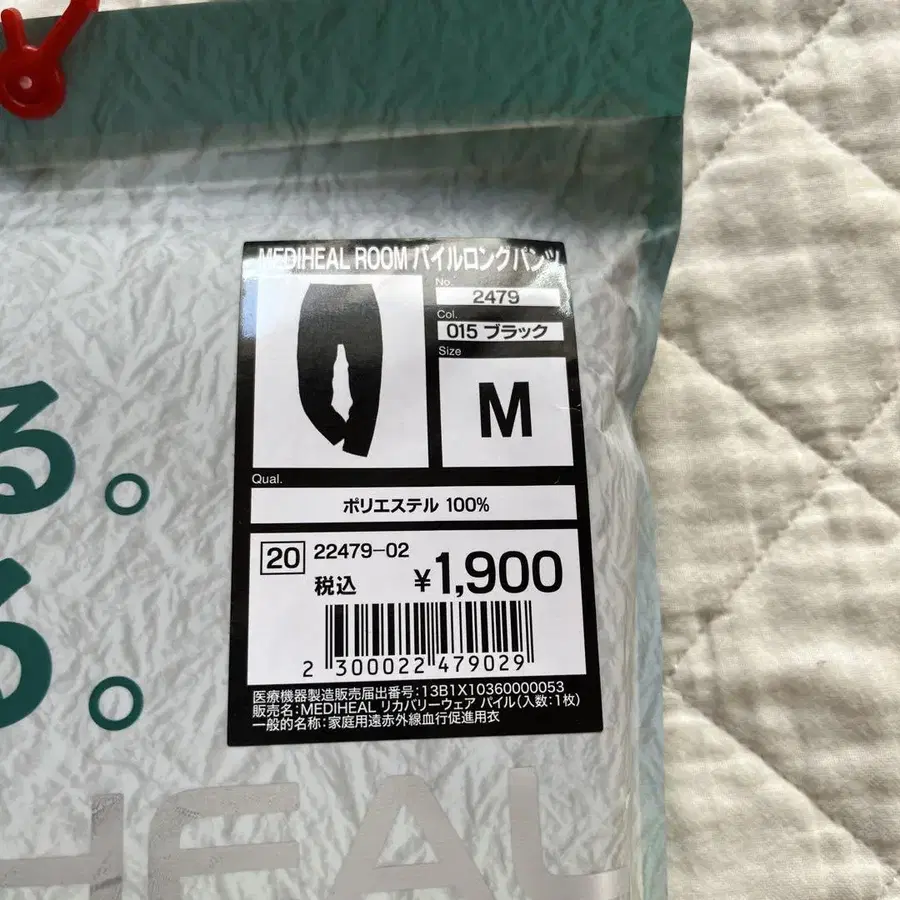 MEDIHEAL ROOM パイルロングパンツ
No.
2479
Col.
015 ブラック
Size
M
Qual.
ポリエステル 100%
20 22479-02
税込 ¥1,900
2 300022 479029
医療機器製造販売届出番号:13B1X10360000053
販売名:MEDIHEAL リカバリーウェア パイル(入数:1枚)
一般的名称:家庭用遠赤外線血行促進用衣
る。
る。
HEAL